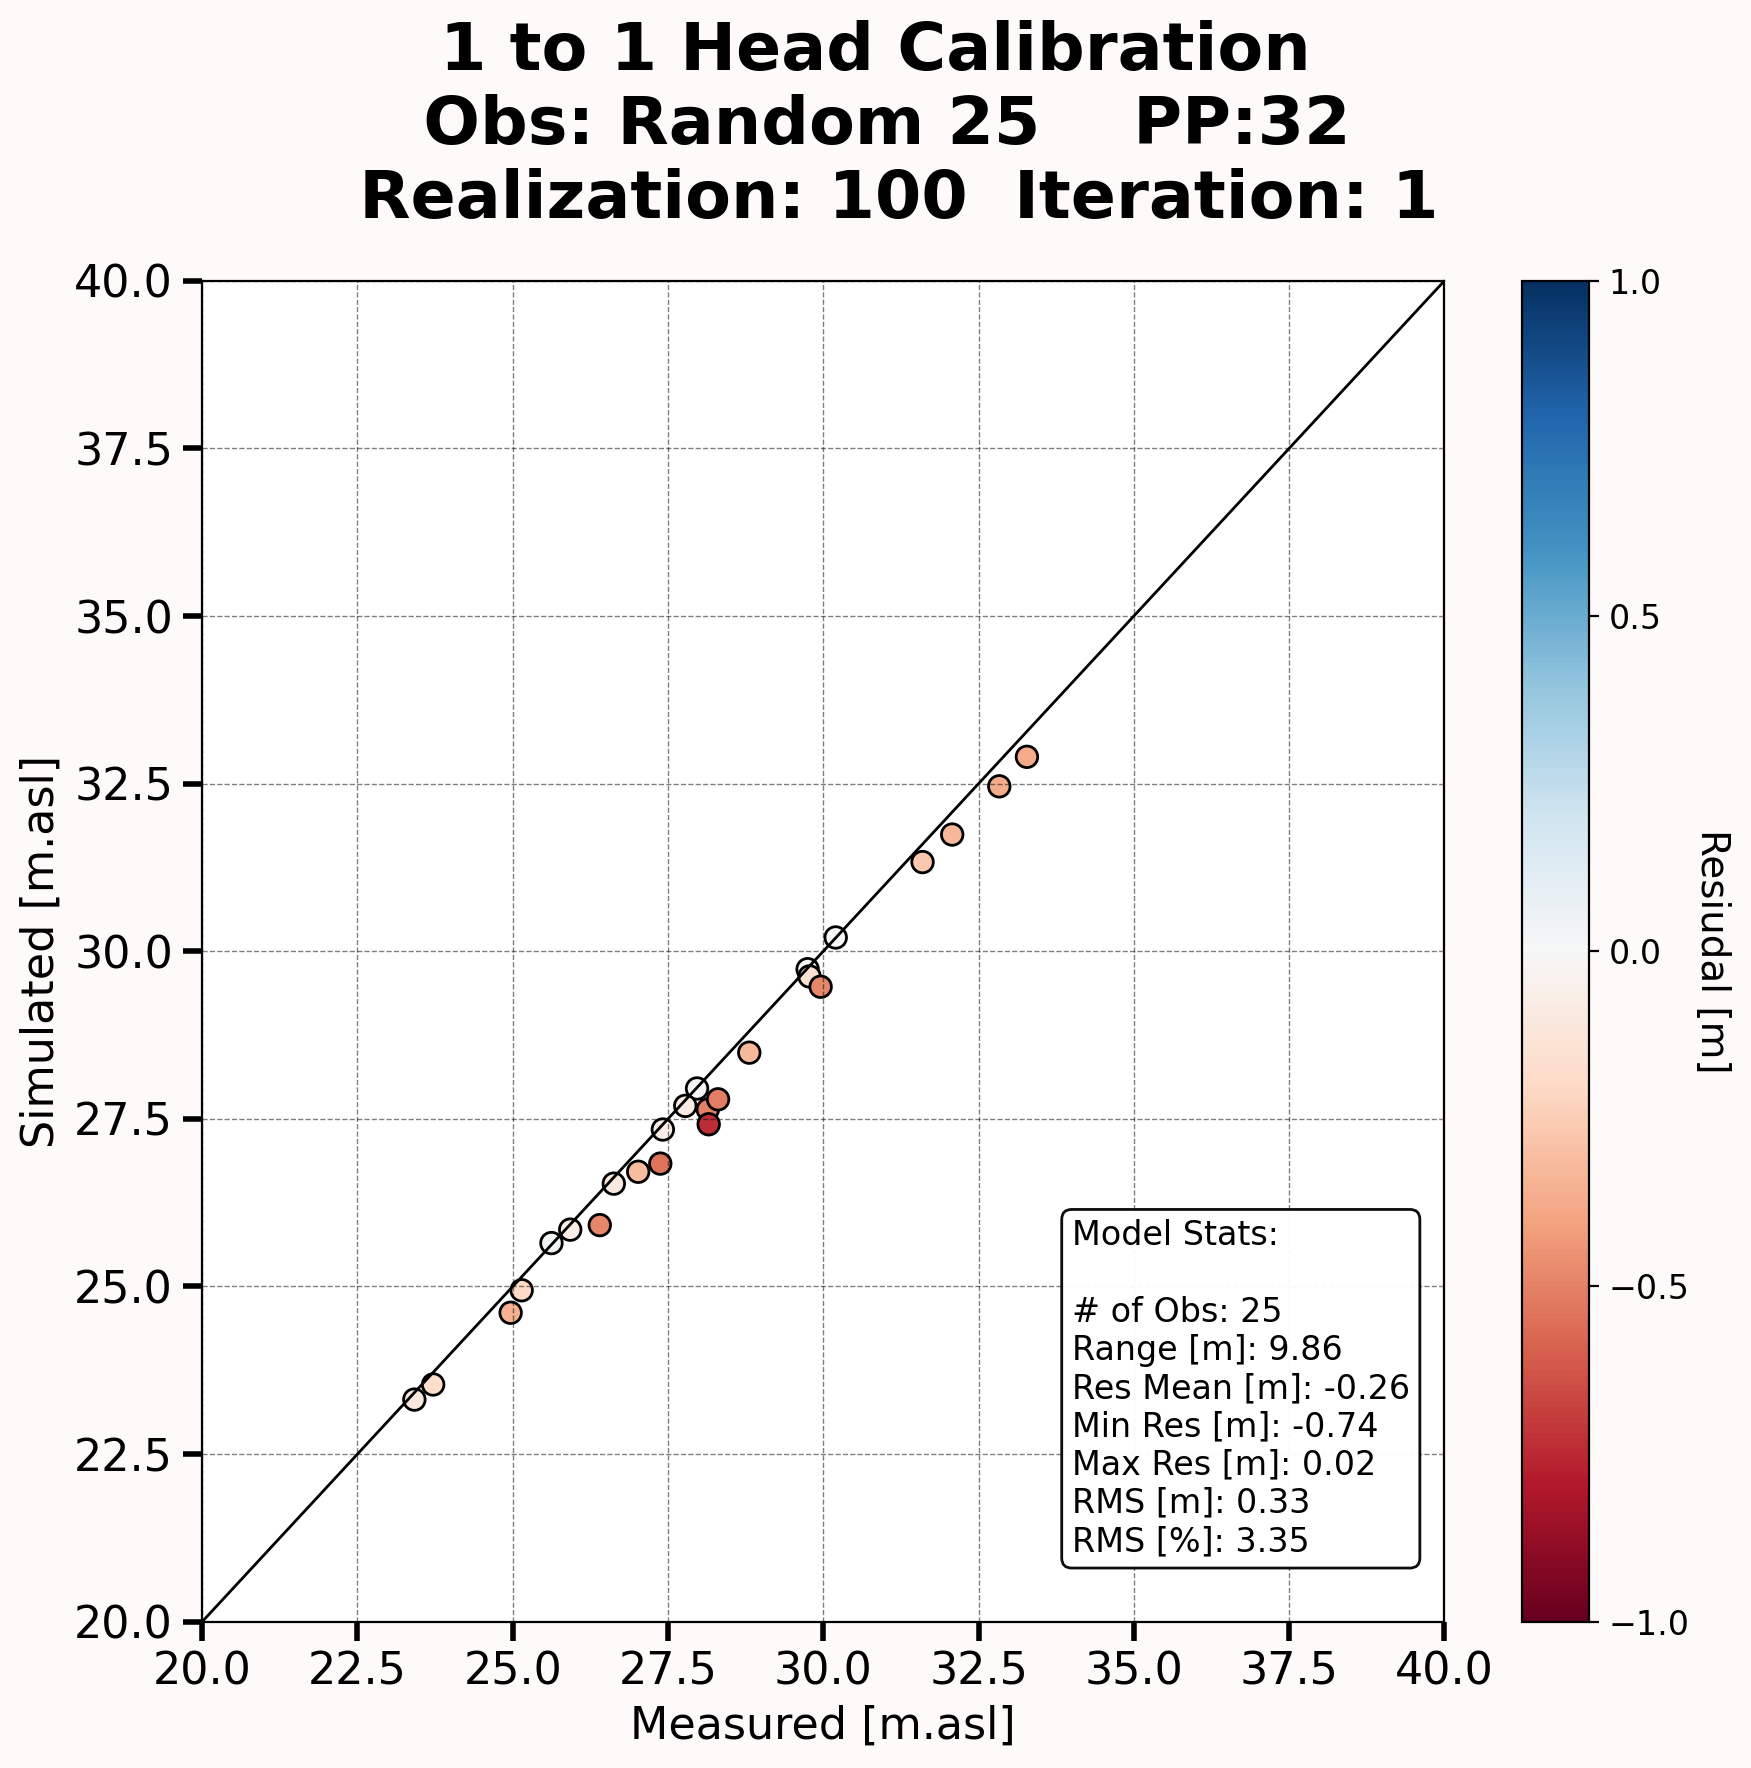 1 to 1 Head Calibration
Obs: Random 25    PP:32
Realization: 100  Iteration: 1
40.0
37.5
35.0
32.5
30.0
27.5
25.0
22.5
20.0
Simulated [m.asl]
20.0 22.5 25.0 27.5 30.0 32.5 35.0 37.5 40.0
Measured [m.asl]
Model Stats:
# of Obs: 25
Range [m]: 9.86
Res Mean [m]: -0.26
Min Res [m]: -0.74
Max Res [m]: 0.02
RMS [m]: 0.33
RMS [%]: 3.35
1.0
0.5
0.0
−0.5
−1.0
Resiudal [m]